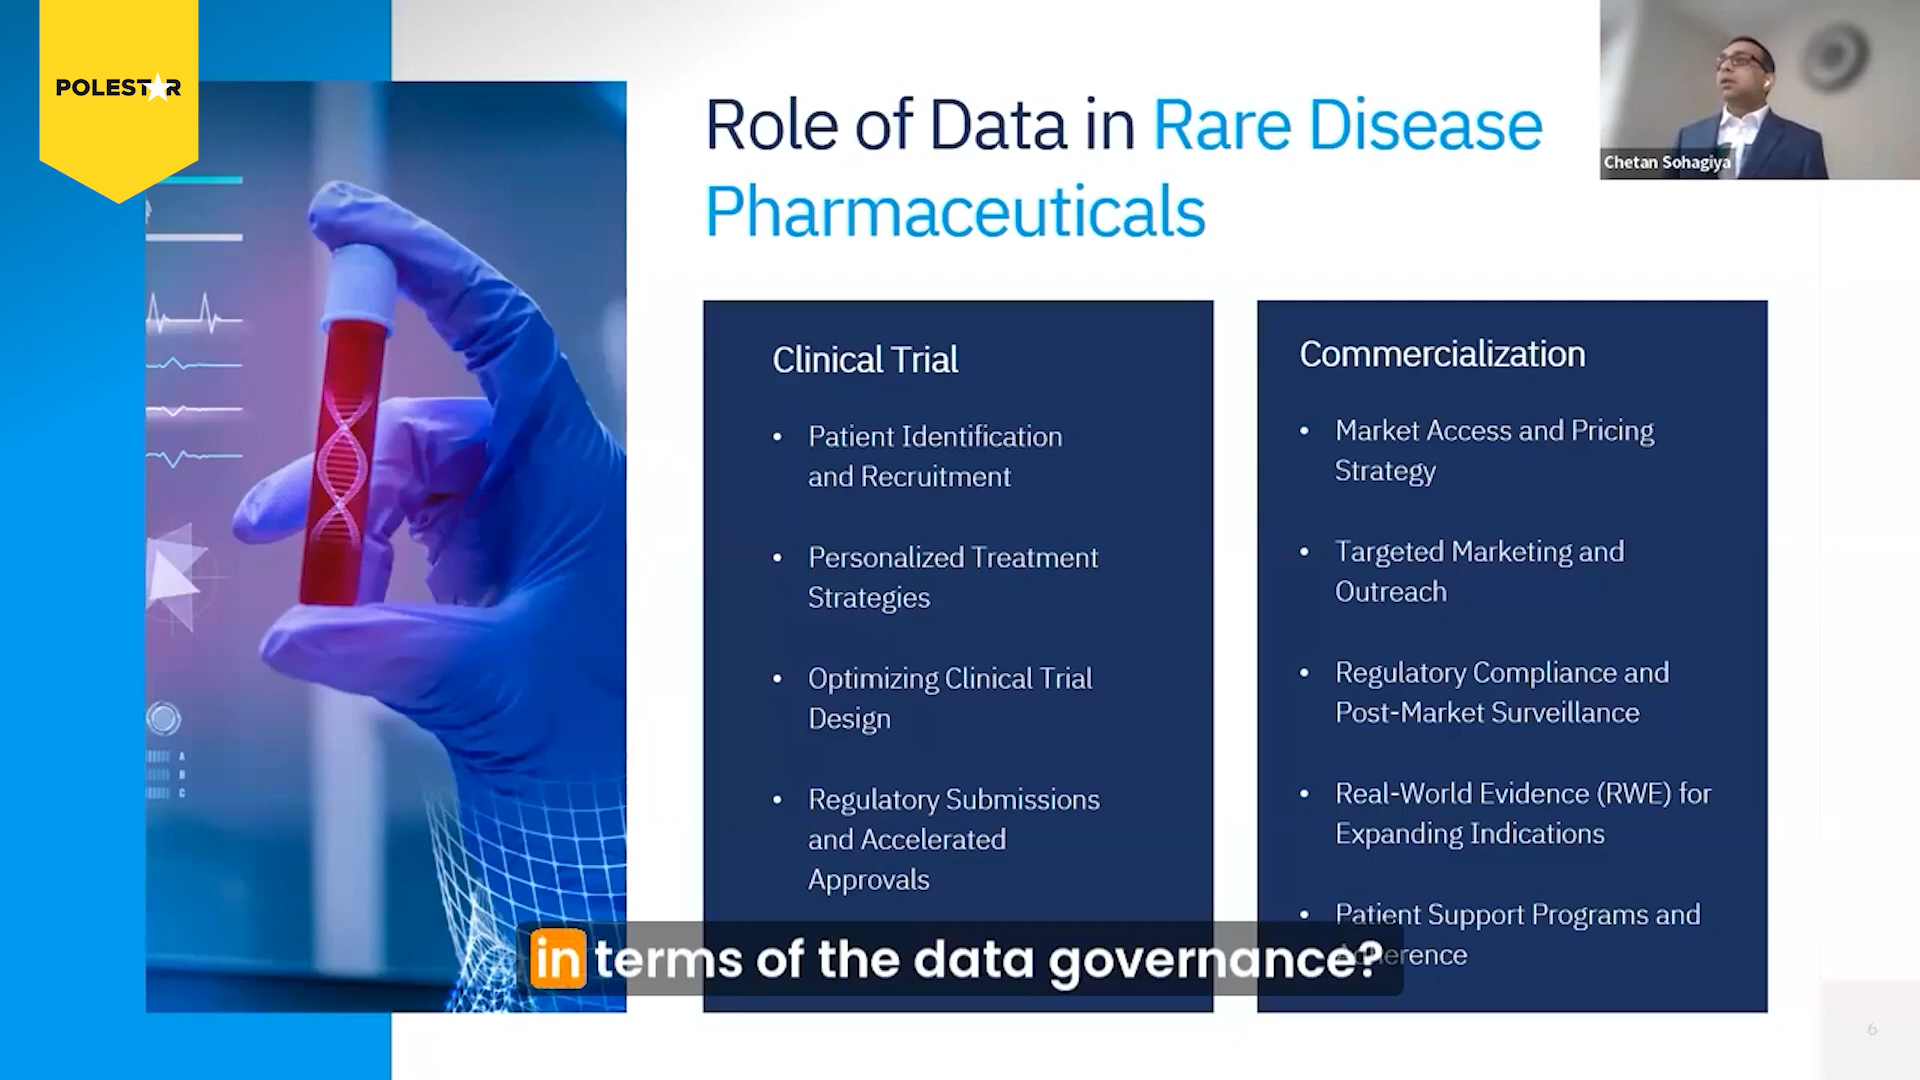 POLESTAR
Role of Data in Rare Disease
Pharmaceuticals
Chetan Sohagiya
Clinical Trial
• Patient Identification
and Recruitment
• Personalized Treatment
Strategies
• Optimizing Clinical Trial
Design
• Regulatory Submissions
and Accelerated
Approvals
Commercialization
• Market Access and Pricing
Strategy
• Targeted Marketing and
Outreach
• Regulatory Compliance and
Post-Market Surveillance
• Real-World Evidence (RWE) for
Expanding Indications
• Patient Support Programs and
Adherence
in terms of the data governance?
A
B
C
6